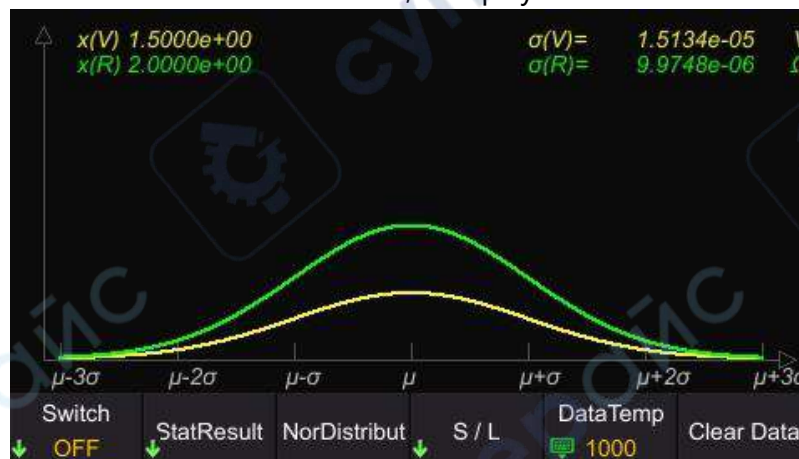 x(V) 1.5000e+00 σ(V)= 1.5134e-05
x(R) 2.0000e+00 σ(R)= 9.9748e-06
μ-3σ μ-2σ μ-σ μ μ+σ μ+2σ μ+3σ
Switch StatResult NorDistribut S / L DataTemp Clear Data
OFF 1000